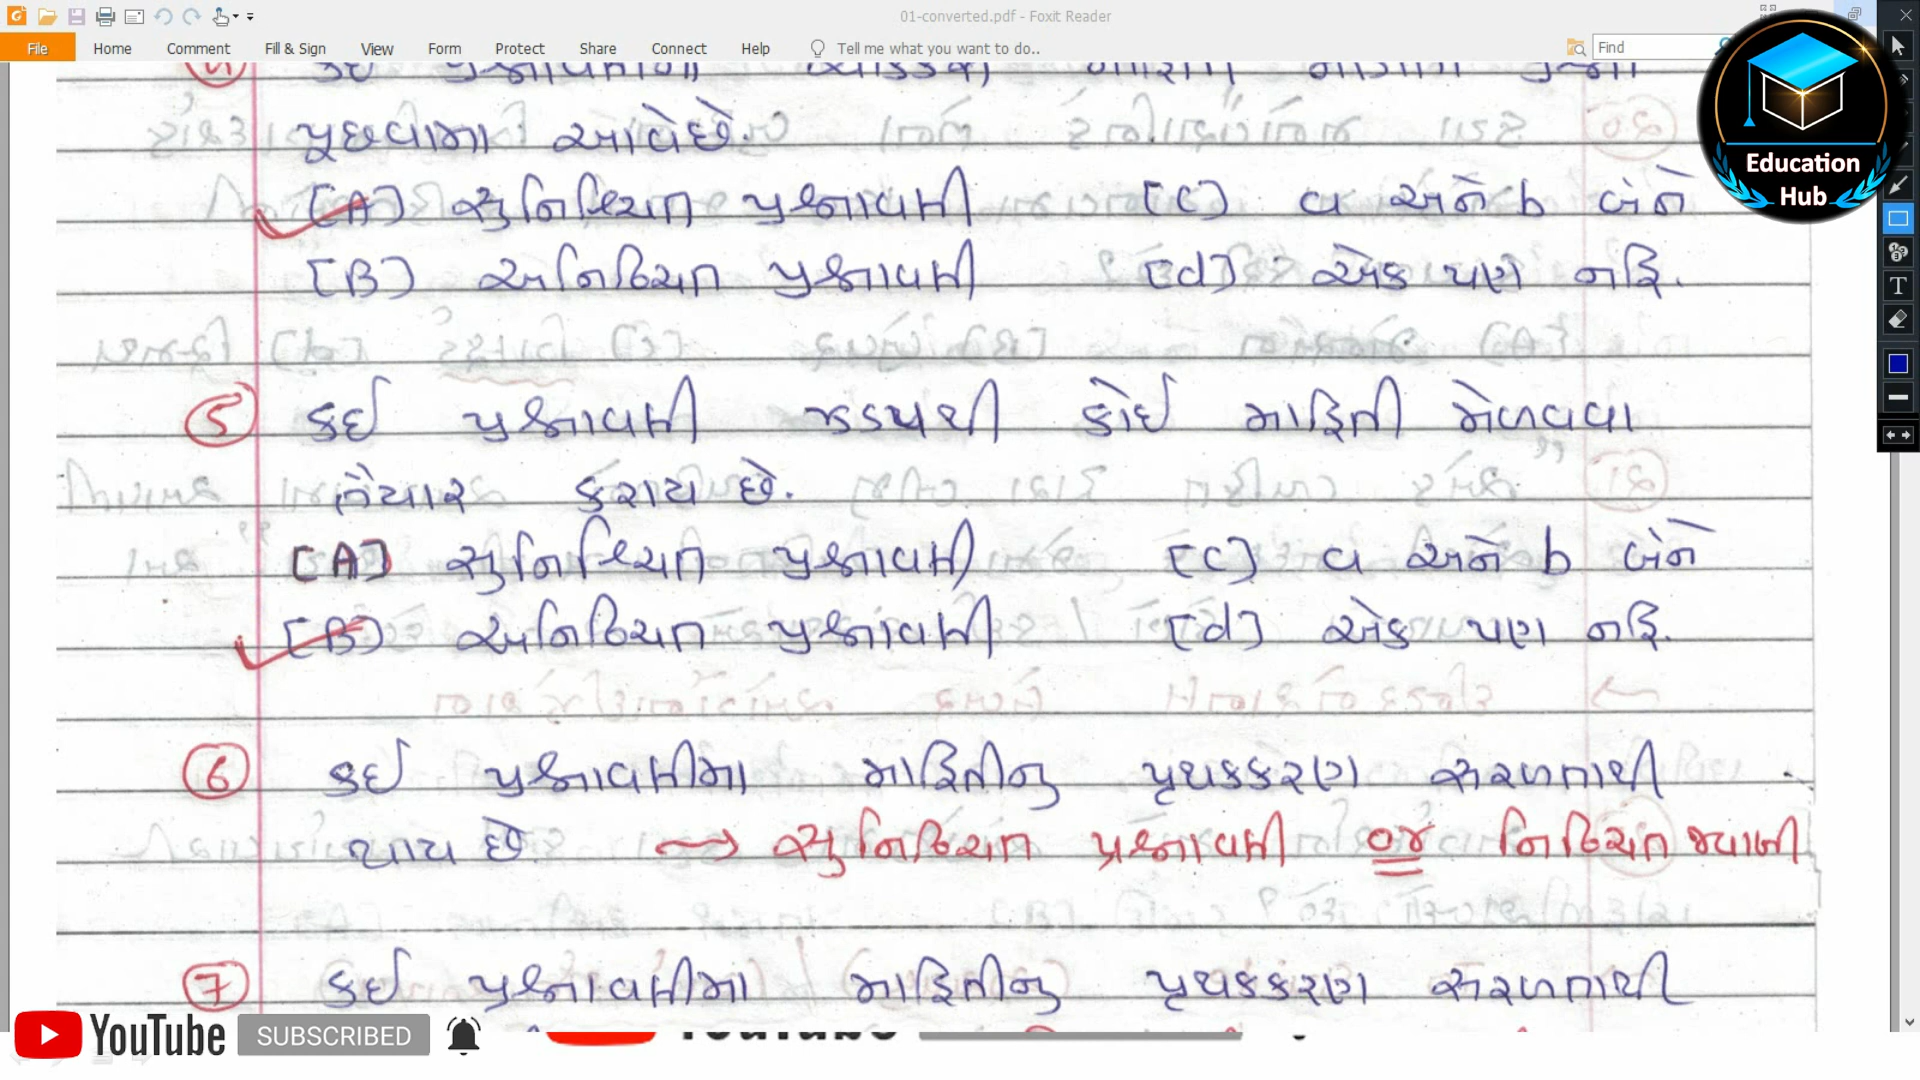 01-converted.pdf - Foxit Reader
File Home Comment Fill & Sign View Form Protect Share Connect Help Tell me what you want to do.. Find
Education
Hub
પુછવામા આવેછે.
[A] સુનિશ્ચિત પ્રશ્નાવલી [C] a અને b બંને
[B] અનિશ્ચિત પ્રશ્નાવલી [d] એક પણ નહિ.
5 કઈ પ્રશ્નાવલી ઝડપથી કોઈ માહિતી મેળવવા
તૈયાર કરાય છે.
[A] સુનિશ્ચિત પ્રશ્નાવલી [C] a અને b બંને
[B] અનિશ્ચિત પ્રશ્નાવલી [d] એક પણ નહિ.
6 કઈ પ્રશ્નાવલીમા માહિતીનુ પૃથક્કરણ સરળતાથી
થાય છે. → સુનિશ્ચિત પ્રશ્નાવલી or નિશ્ચિત
7 કઈ પ્રશ્નાવલીમા માહિતીનુ પૃથક્કરણ સરળતાથી
YouTube SUBSCRIBED